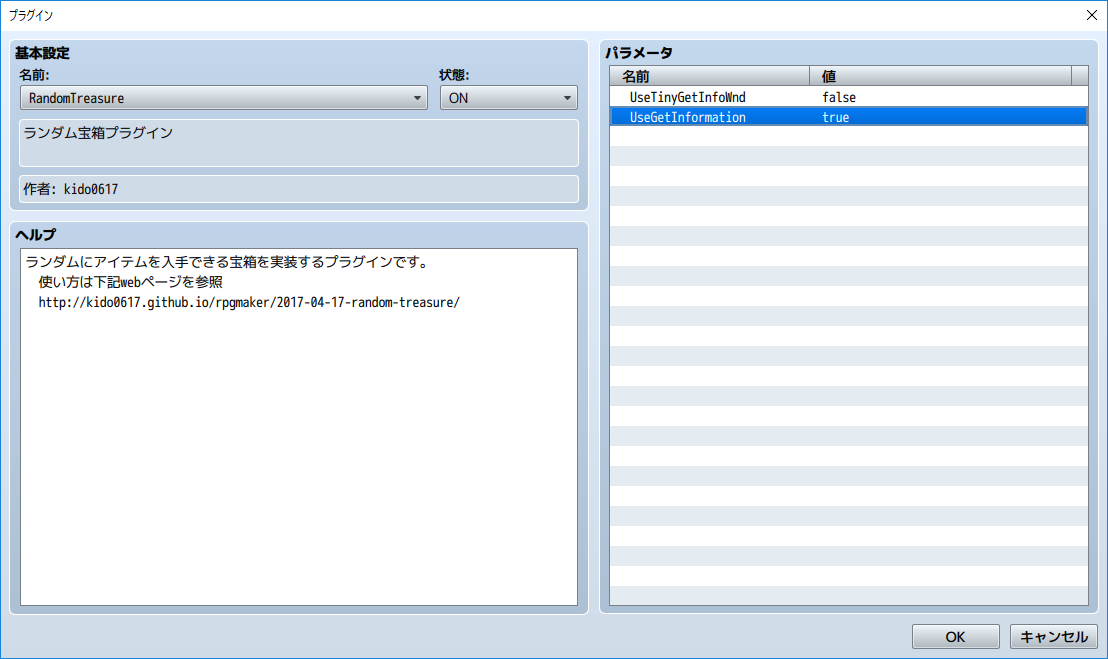 プラグイン
基本設定
名前:
状態:
RandomTreasure
ON
ランダム宝箱プラグイン
作者: kido0617
ヘルプ
ランダムにアイテムを入手できる宝箱を実装するプラグインです。
使い方は下記webページを参照
http://kido0617.github.io/rpgmaker/2017-04-17-random-treasure/
パラメータ
名前 値
UseTinyGetInfoWnd false
UseGetInformation true
OK
キャンセル